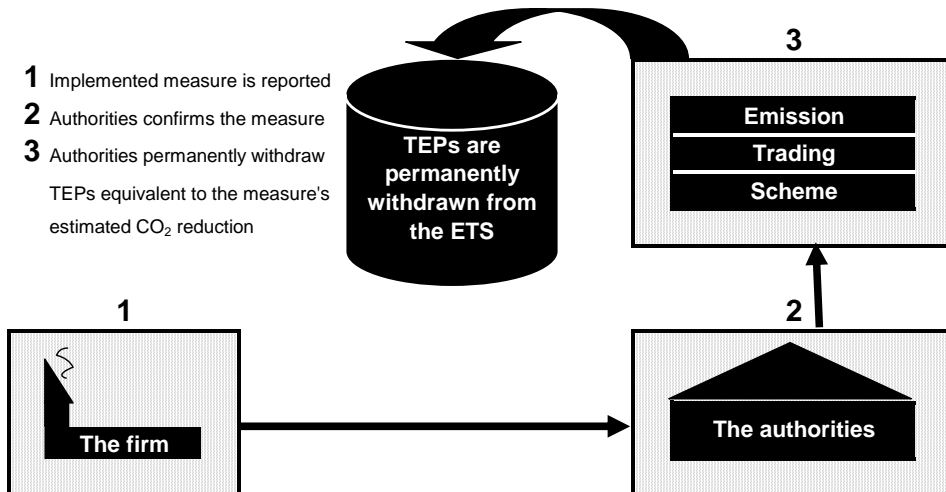 1 Implemented measure is reported
2 Authorities confirms the measure
3 Authorities permanently withdraw
TEPs equivalent to the measure's
estimated CO₂ reduction
TEPs are
permanently
withdrawn from
the ETS
3
Emission
Trading
Scheme
1
The firm
2
The authorities